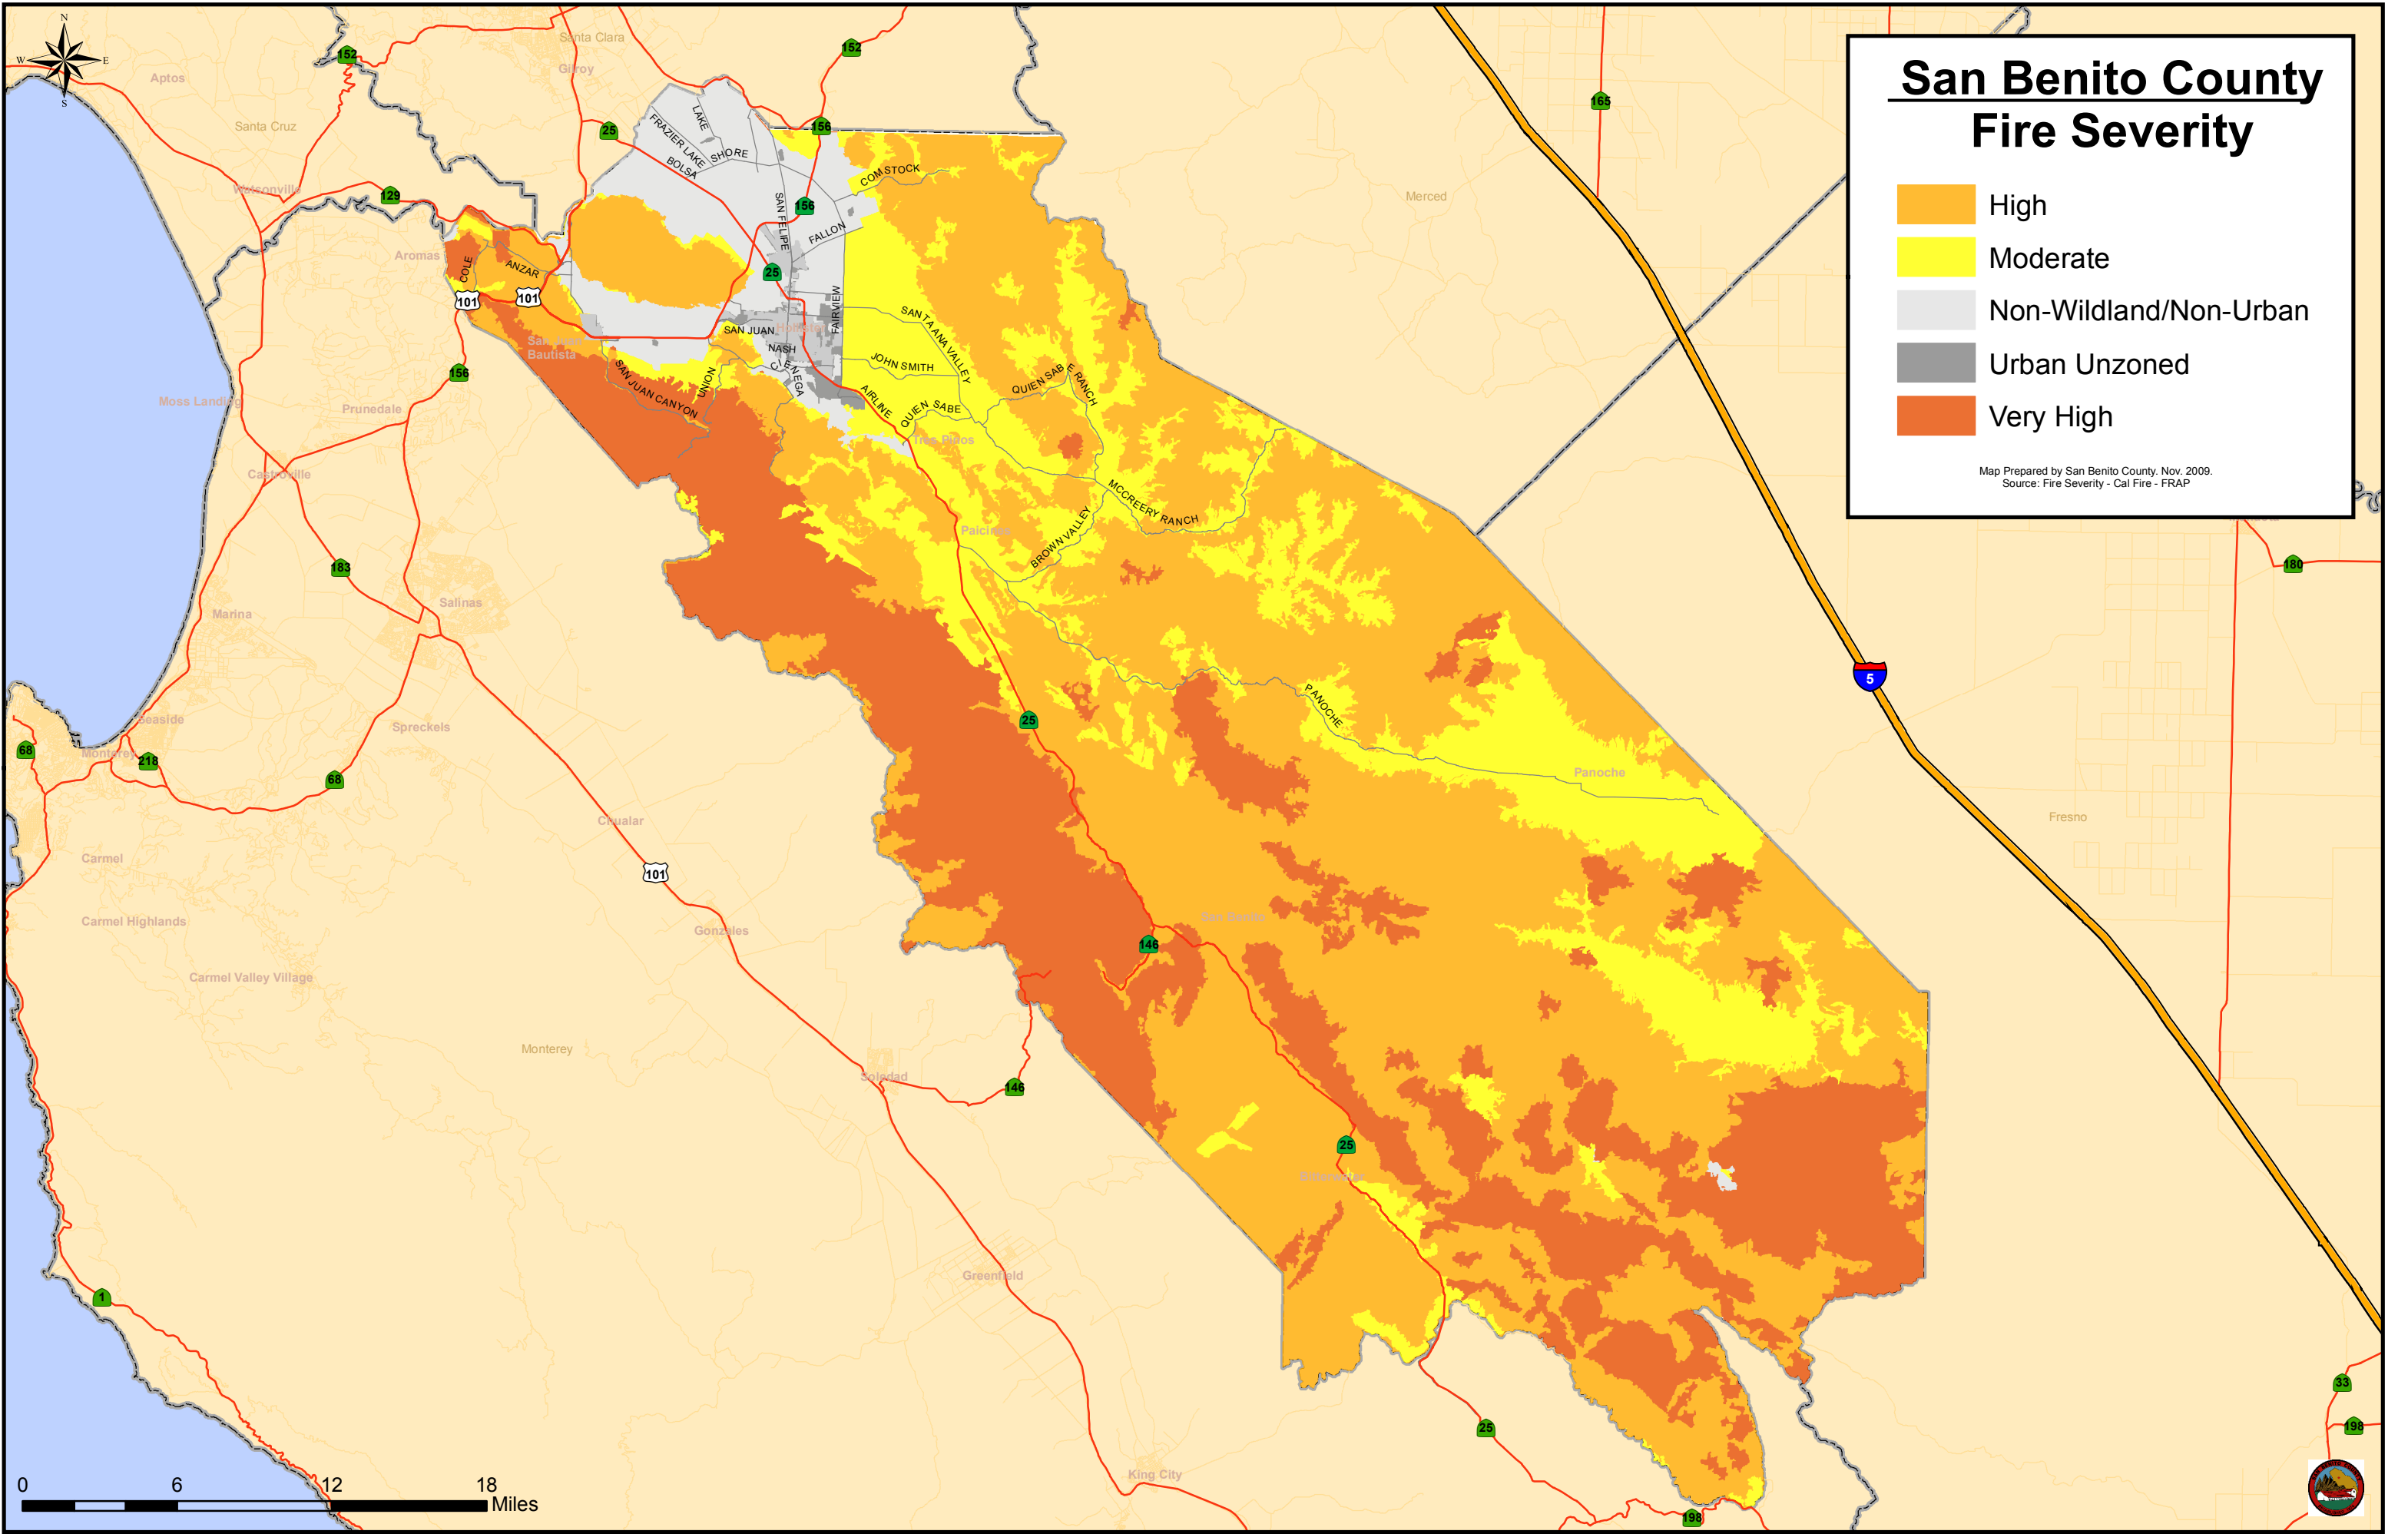 San Benito County
Fire Severity
High
Moderate
Non-Wildland/Non-Urban
Urban Unzoned
Very High
Map Prepared by San Benito County. Nov. 2009.
Source: Fire Severity - Cal Fire - FRAP
N
W
E
S
152
Aptos
Santa Clara
Gilroy
152
165
Santa Cruz
25
156
LAKE
FRAZIER LAKE
SHORE
BOLSA
COMSTOCK
Watsonville
129
156
SAN FELIPE
FALLON
Merced
Aromas
COLE
ANZAR
25
101
101
FAIRVIEW
SAN JUAN
NASH
CIENEGA
San Juan
Bautista
SANTA ANA VALLEY
JOHN SMITH
156
SAN JUAN CANYON
UNION
AIRLINE
QUIEN SABE
QUIEN SABE RANCH
Moss Landing
Prunedale
Tres Pinos
Castroville
MCCREERY RANCH
BROWN VALLEY
Paicines
183
180
Marina
Salinas
5
Seaside
Spreckels
25
PANOCHE
68
Monterey
218
68
Panoche
Chualar
Fresno
Carmel
101
Carmel Highlands
Gonzales
San Benito
146
Carmel Valley Village
Monterey
Soledad
146
25
Bitterwater
Greenfield
1
33
25
198
King City
198
0
6
12
18
Miles